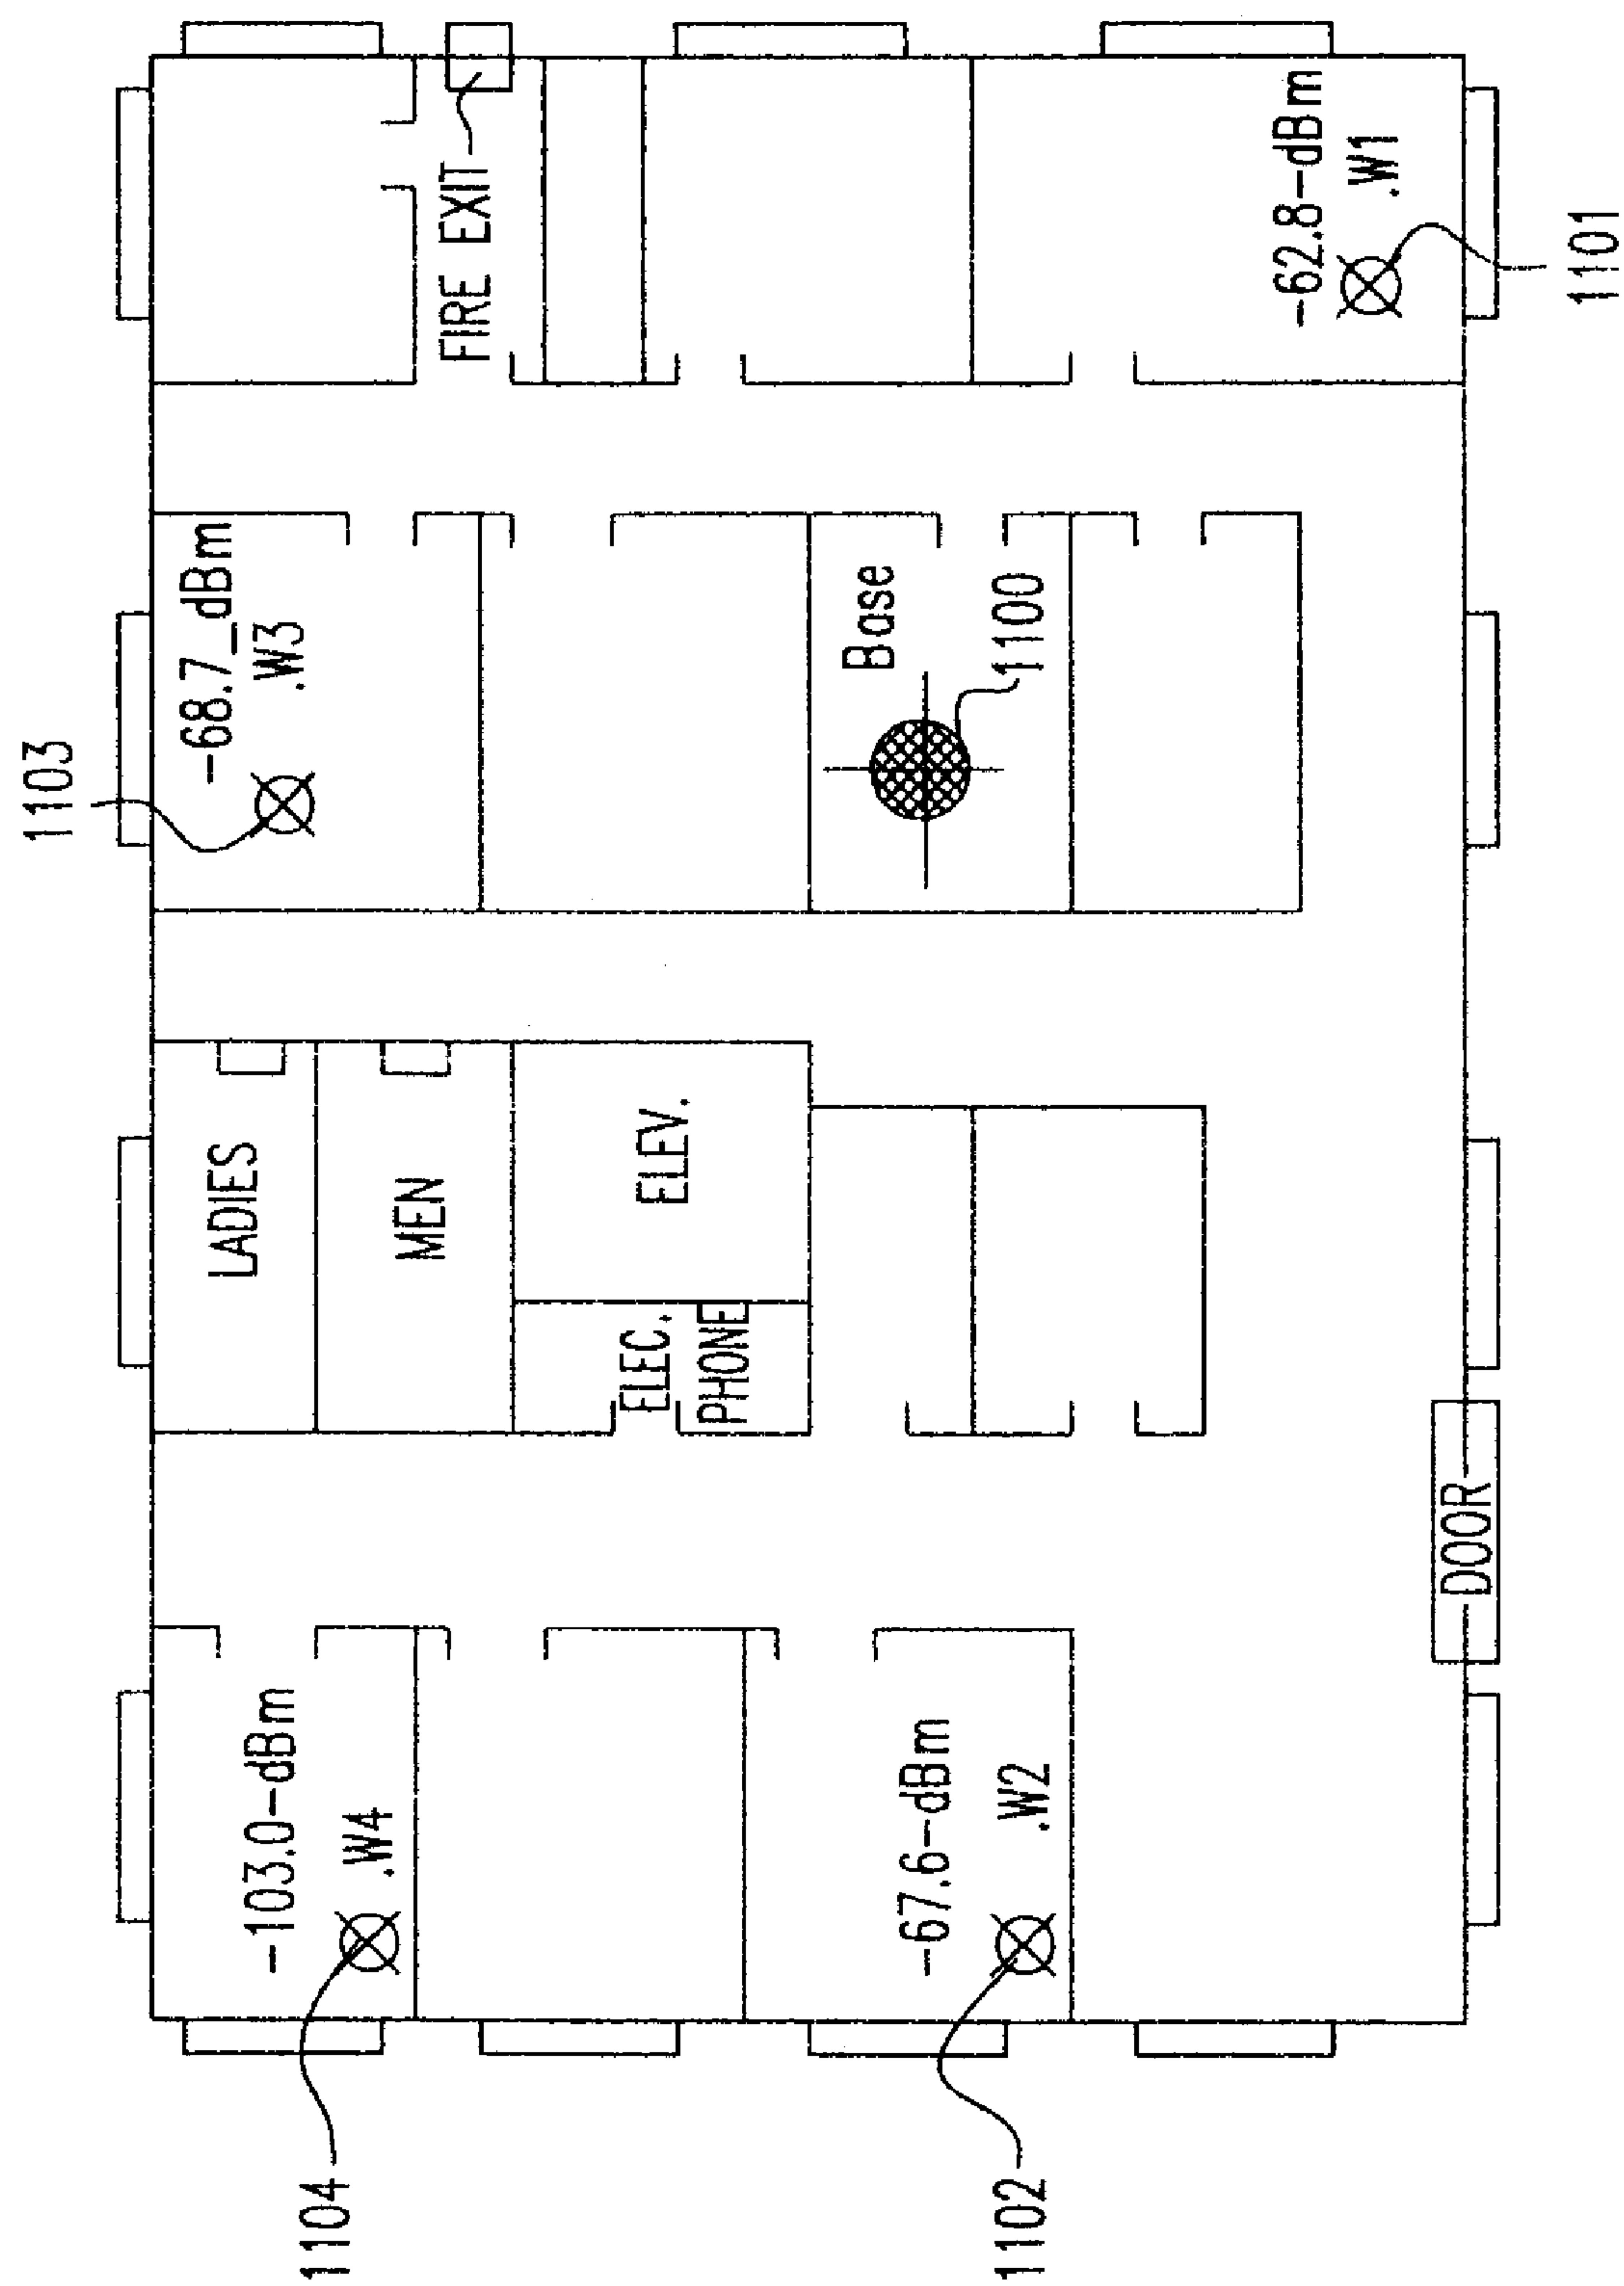 1104
1102
-103.0-dBm
.W4
-67.6-dBm
.W2
DOOR
LADIES
MEN
ELEC.
PHONE
ELEV.
1103
-68.7_dBm
.W3
Base
1100
FIRE EXIT
-62.8-dBm
.W1
1101